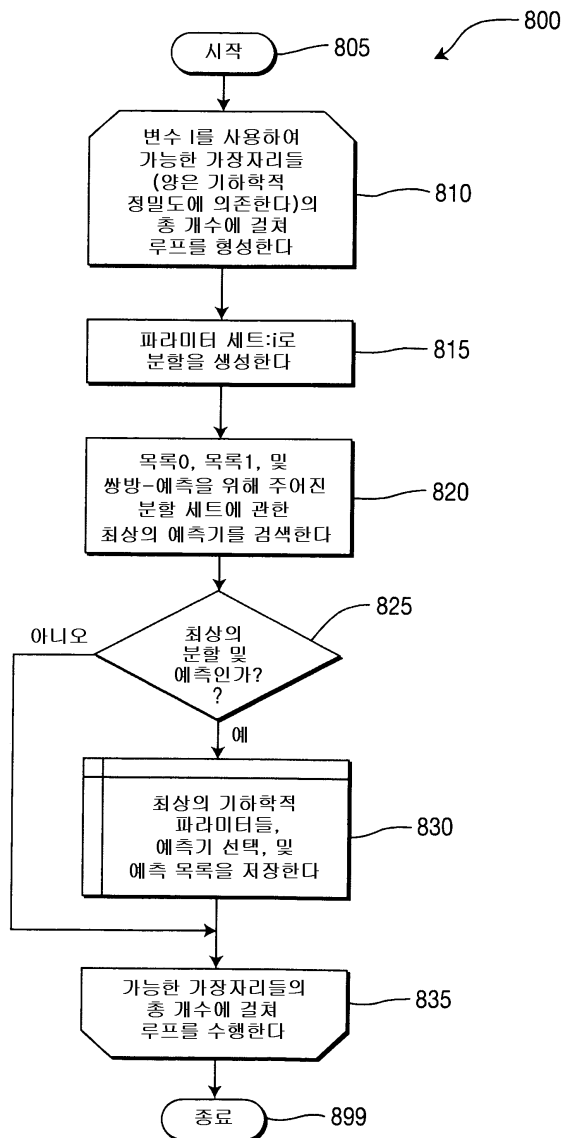 800
시작
805
변수 I를 사용하여
가능한 가장자리들
(양은 기하학적
정밀도에 의존한다)의
총 개수에 걸쳐
루프를 형성한다
810
파라미터 세트:i로
분할을 생성한다
815
목록0, 목록1, 및
쌍방-예측을 위해 주어진
분할 세트에 관한
최상의 예측기를 검색한다
820
825
아니오
최상의
분할 및
예측인가?
?
예
최상의 기하학적
파라미터들,
예측기 선택, 및
예측 목록을 저장한다
830
가능한 가장자리들의
총 개수에 걸쳐
루프를 수행한다
835
종료
899